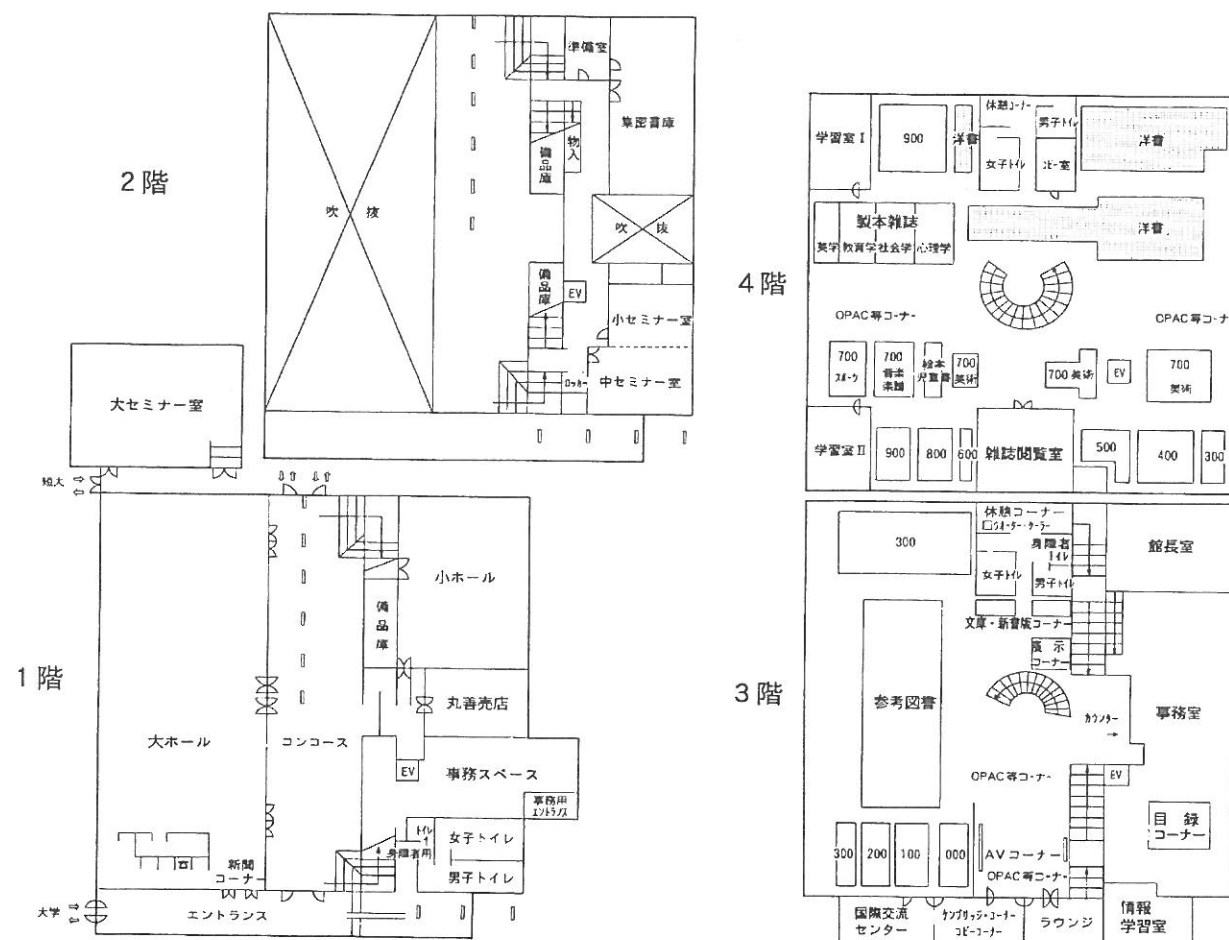 2階
準備室
集密書庫
物入
備品庫
吹 抜
吹 抜
備品庫
EV
小セミナー室
ロッカー
中セミナー室
大セミナー室
短大
1階
小ホール
備品庫
丸善売店
大ホール
コンコース
EV
事務スペース
事務用
エントランス
トイレ
身障者用
女子トイレ
男子トイレ
新聞
コーナー
大学
エントランス
4階
学習室Ⅰ
900
洋書
休憩コーナー
男子トイレ
女子トイレ
コピー室
洋書
製本雑誌
英学
教育学
社会学
心理学
洋書
OPAC等コーナー
OPAC等コーナ
700
スポーツ
700
音楽
楽譜
絵本
児童書
700
美術
700 美術
EV
700
美術
学習室Ⅱ
900
800
600
雑誌閲覧室
500
400
300
3階
300
休憩コーナー
ウオーター・クーラー
身障者
トイレ
女子トイレ
男子トイレ
館長室
文庫・新書版コーナー
展示
コーナー
参考図書
カウンター
事務室
OPAC等コーナー
EV
目録
コーナー
300
200
100
000
AVコーナー
OPAC等コーナー
国際交流
センター
ケンブリッジ・コーナー
コピーコーナー
ラウンジ
情報
学習室